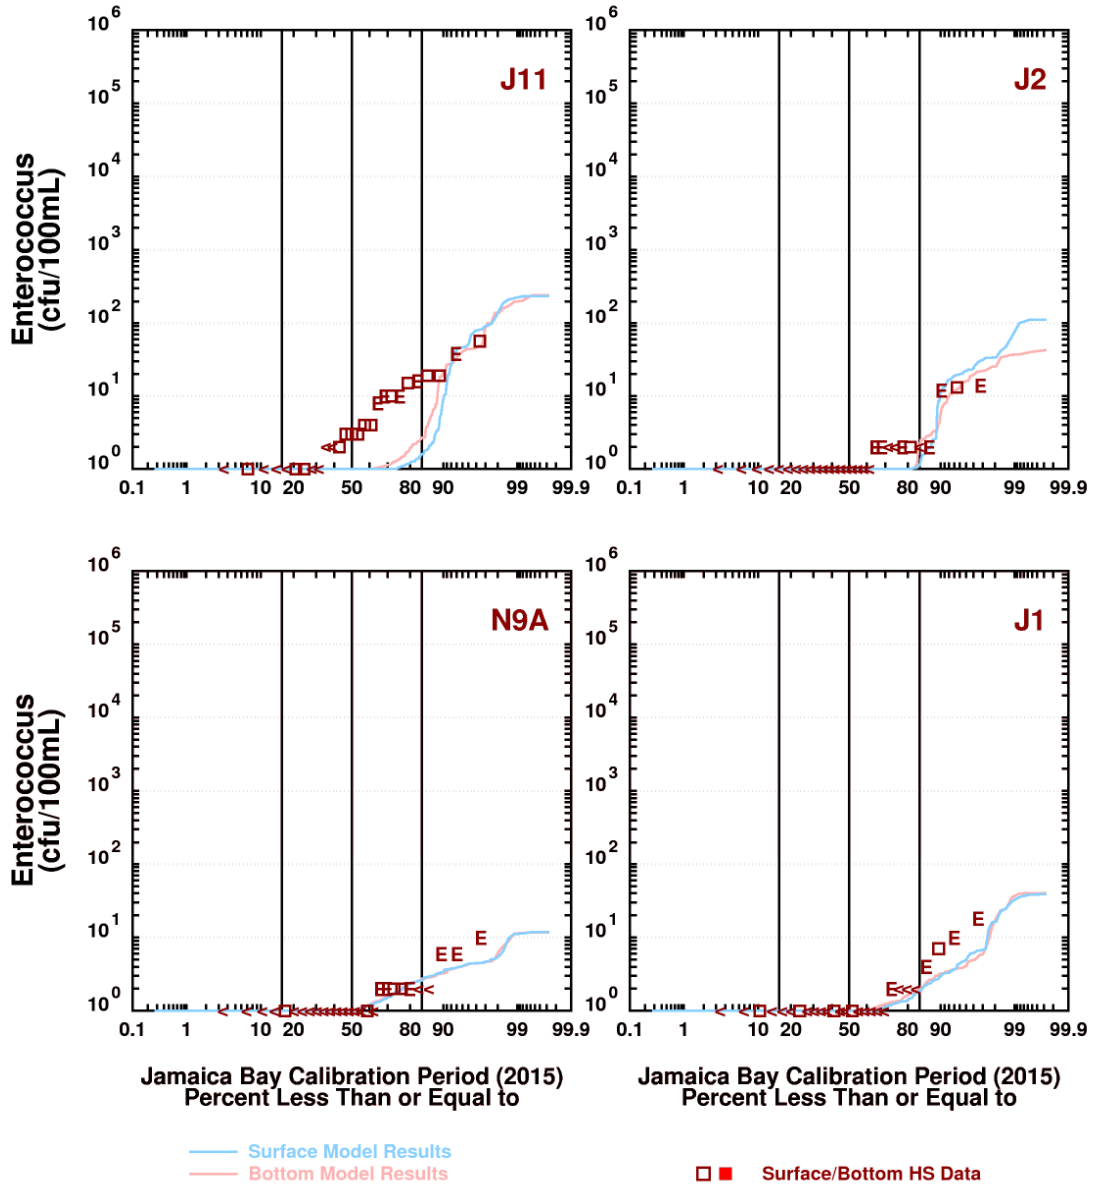 10 6 10 6
J11 J2
10 5 10 5
10 4 10 4
Enterococcus
(cfu/100mL)
10 3 10 3
10 2 10 2
10 1 10 1
10 0 10 0
0.1 1 10 20 50 80 90 99 99.9 0.1 1 10 20 50 80 90 99 99.9
10 6 10 6
N9A J1
10 5 10 5
10 4 10 4
Enterococcus
(cfu/100mL)
10 3 10 3
10 2 10 2
10 1 10 1
10 0 10 0
0.1 1 10 20 50 80 90 99 99.9 0.1 1 10 20 50 80 90 99 99.9
Jamaica Bay Calibration Period (2015) Jamaica Bay Calibration Period (2015)
Percent Less Than or Equal to Percent Less Than or Equal to
Surface Model Results
Bottom Model Results
Surface/Bottom HS Data